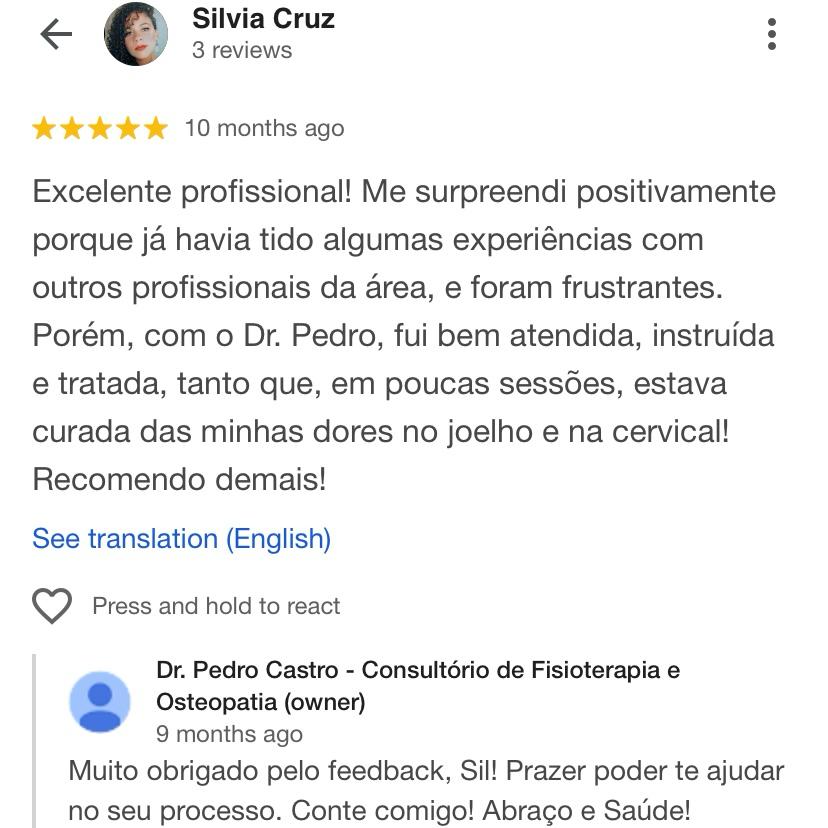 Silvia Cruz
3 reviews
10 months ago
Excelente profissional! Me surpreendi positivamente
porque já havia tido algumas experiências com
outros profissionais da área, e foram frustrantes.
Porém, com o Dr. Pedro, fui bem atendida, instruída
e tratada, tanto que, em poucas sessões, estava
curada das minhas dores no joelho e na cervical!
Recomendo demais!
See translation (English)
Press and hold to react
Dr. Pedro Castro - Consultório de Fisioterapia e
Osteopatia (owner)
9 months ago
Muito obrigado pelo feedback, Sil! Prazer poder te ajudar
no seu processo. Conte comigo! Abraço e Saúde!